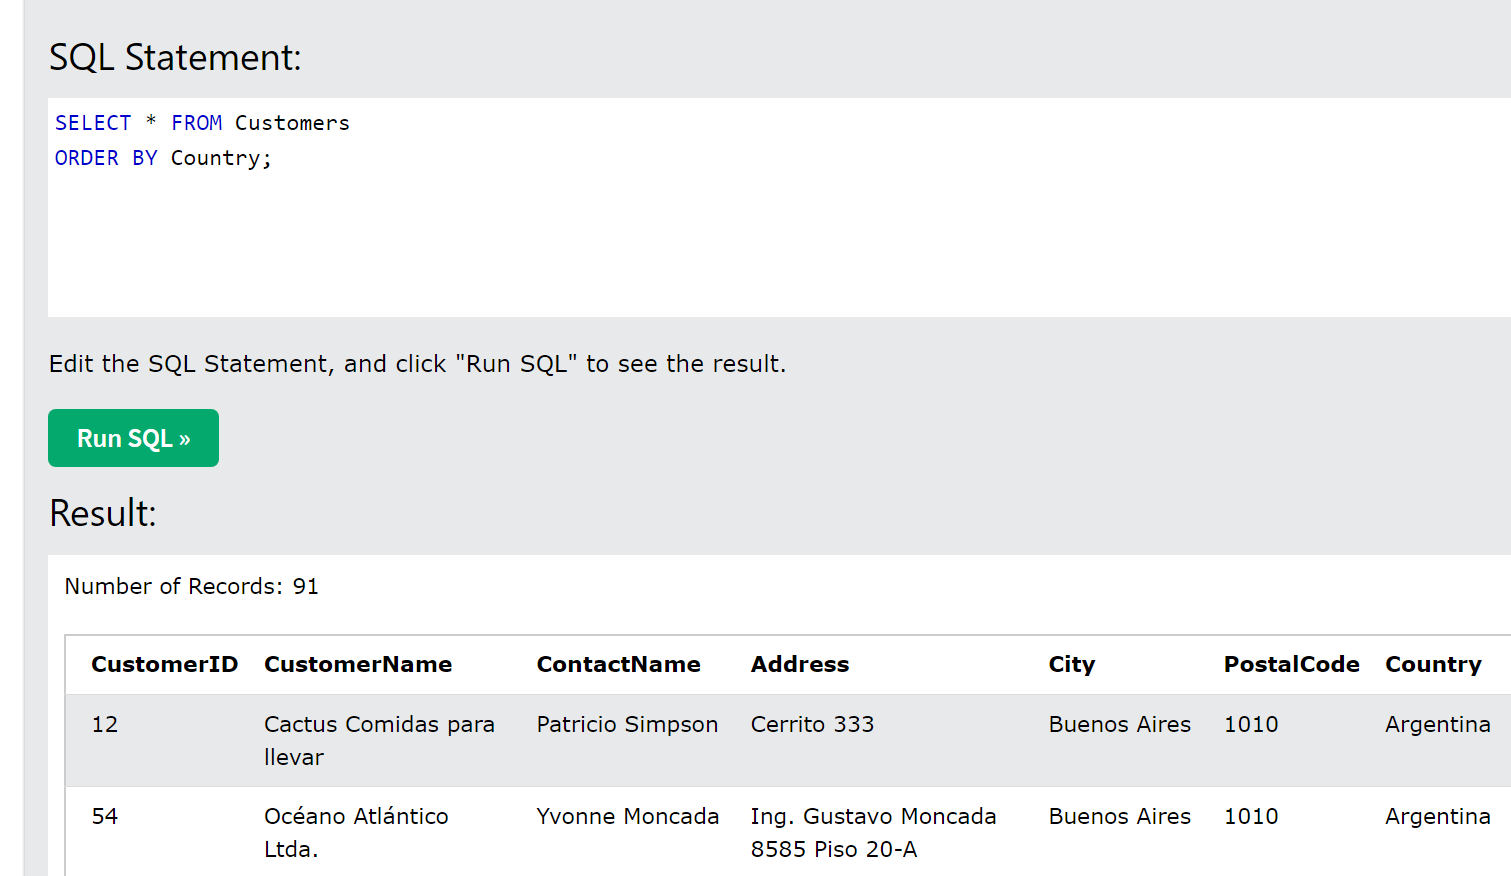 SQL Statement:
SELECT * FROM Customers
ORDER BY Country;
Edit the SQL Statement, and click "Run SQL" to see the result.
Run SQL »
Result:
Number of Records: 91
CustomerID CustomerName ContactName Address City PostalCode Country
12 Cactus Comidas para Patricio Simpson Cerrito 333 Buenos Aires 1010 Argentina
llevar
54 Océano Atlántico Yvonne Moncada Ing. Gustavo Moncada Buenos Aires 1010 Argentina
Ltda. 8585 Piso 20-A